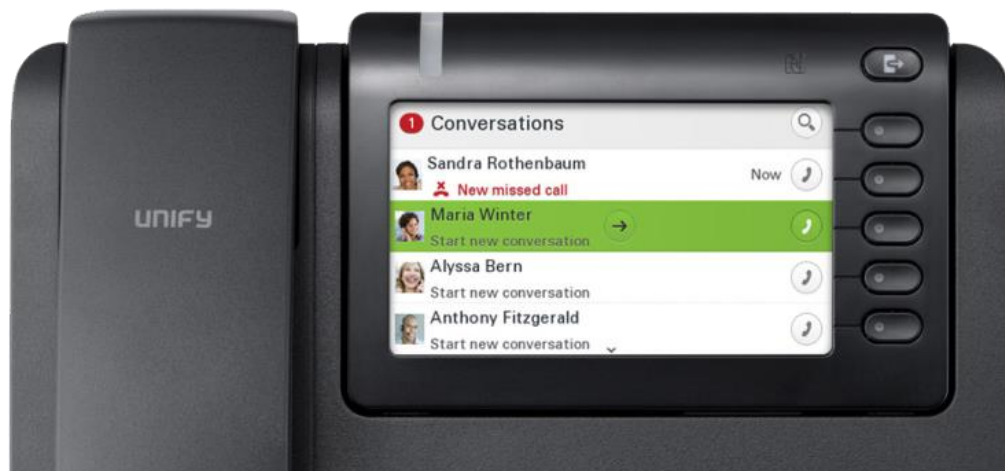 UNIFY
1 Conversations
Sandra Rothenbaum
New missed call
Now
Maria Winter
Start new conversation
Alyssa Bern
Start new conversation
Anthony Fitzgerald
Start new conversation